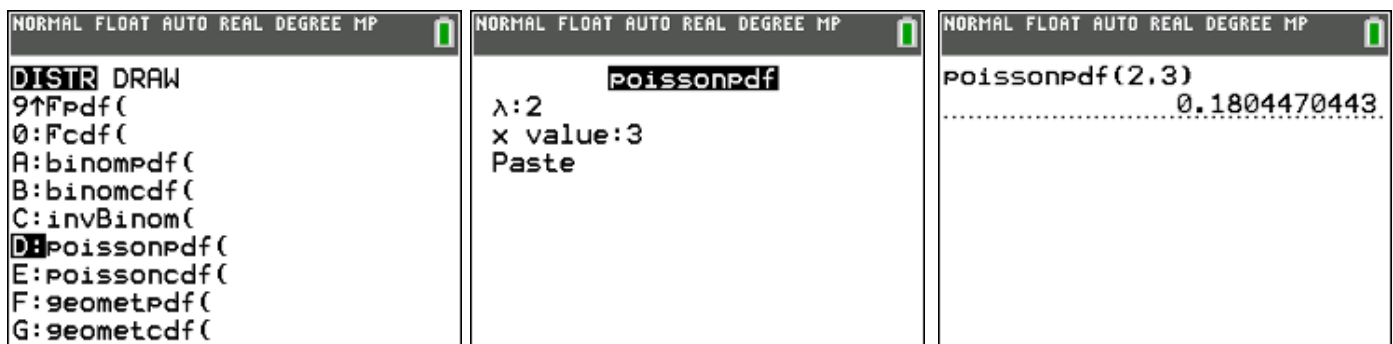 NORMAL FLOAT AUTO REAL DEGREE MP
DISTR DRAW
9↑Fpdf(
0:Fcdf(
A:binompdf(
B:binomcdf(
C:invBinom(
D:poissonpdf(
E:poissoncdf(
F:geometpdf(
G:geometcdf(
NORMAL FLOAT AUTO REAL DEGREE MP
poissonpdf
λ:2
x value:3
Paste
NORMAL FLOAT AUTO REAL DEGREE MP
poissonpdf(2,3)
0.1804470443